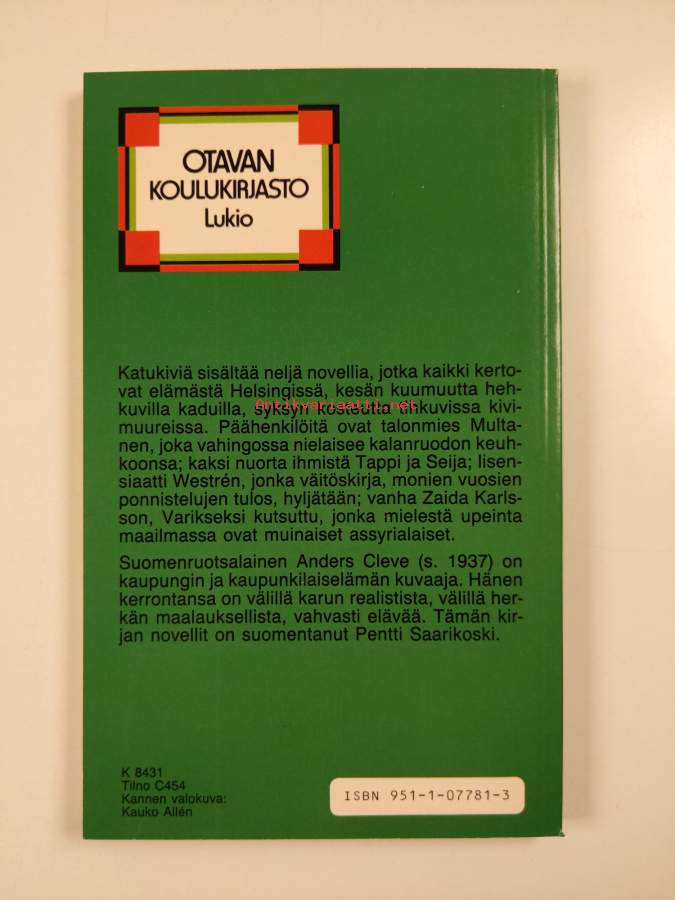 OTAVAN
KOULUKIRJASTO
Lukio
Katukiviä sisältää neljä novellia, jotka kaikki kerto-
vat elämästä Helsingissä, kesän kuumuutta heh-
kuvilla kaduilla, syksyn kosteutta tihkuvissa kivi-
Antikvariaatti.net
muureissa. Päähenkilöitä ovat talonmies Multa-
nen, joka vahingossa nielaisee kalanruodon keuh-
koonsa; kaksi nuorta ihmistä Tappi ja Seija; lisen-
siaatti Westrén, jonka väitöskirja, monien vuosien
ponnistelujen tulos, hyljätään; vanha Zaida Karls-
son, Varikseksi kutsuttu, jonka mielestä upeinta
maailmassa ovat muinaiset assyrialaiset.
Suomenruotsalainen Anders Cleve (s. 1937) on
kaupungin ja kaupunkilaiselämän kuvaaja. Hänen
kerrontansa on välillä karun realistista, välillä her-
kän maalauksellista, vahvasti elävää. Tämän kir-
jan novellit on suomentanut Pentti Saarikoski.
K 8431
Tilno C454
Kannen valokuva:
Kauko Allén
ISBN 951-1-07781-3